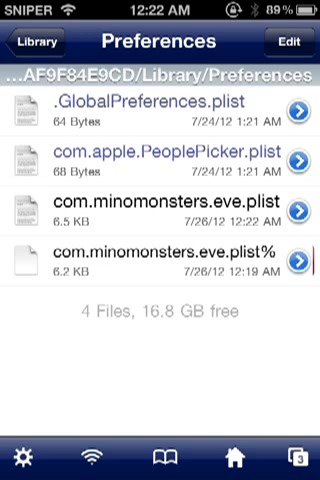 SNIPER 12:22 AM 89%
Library Preferences Edit
...AF9F84E9CD/Library/Preferences
.GlobalPreferences.plist
64 Bytes 7/24/12 1:21 AM
com.apple.PeoplePicker.plist
68 Bytes 7/24/12 1:21 AM
com.minomonsters.eve.plist
6.5 KB 7/26/12 12:22 AM
com.minomonsters.eve.plist%
6.2 KB 7/26/12 12:19 AM
4 Files, 16.8 GB free
3